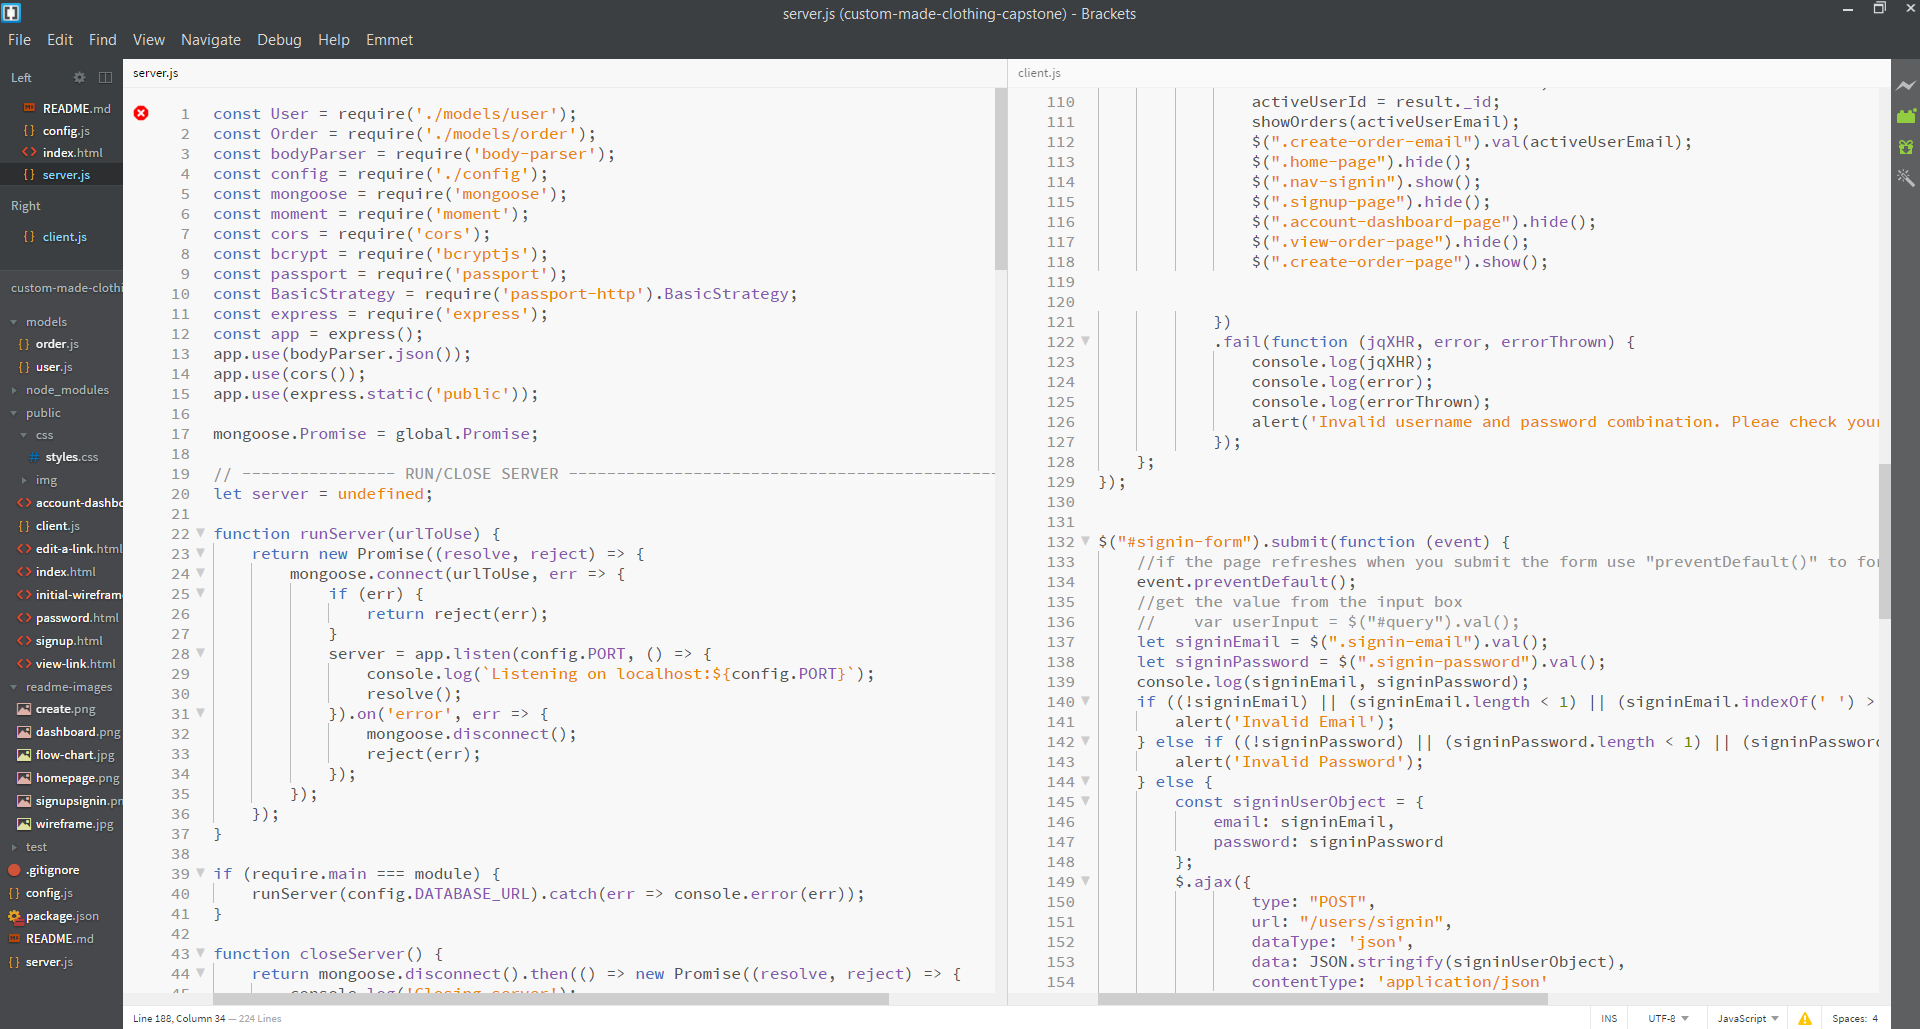 server.js (custom-made-clothing-capstone) - Brackets
File Edit Find View Navigate Debug Help Emmet
Left
README.md
config.js
index.html
server.js
Right
client.js
custom-made-clothi
models
order.js
user.js
node_modules
public
css
styles.css
img
account-dashbo
client.js
edit-a-link.html
index.html
initial-wirefram
password.html
signup.html
view-link.html
readme-images
create.png
dashboard.png
flow-chart.jpg
homepage.png
signupsignin.pn
wireframe.jpg
test
.gitignore
config.js
package.json
README.md
server.js
server.js
1 const User = require('./models/user');
2 const Order = require('./models/order');
3 const bodyParser = require('body-parser');
4 const config = require('./config');
5 const mongoose = require('mongoose');
6 const moment = require('moment');
7 const cors = require('cors');
8 const bcrypt = require('bcryptjs');
9 const passport = require('passport');
10 const BasicStrategy = require('passport-http').BasicStrategy;
11 const express = require('express');
12 const app = express();
13 app.use(bodyParser.json());
14 app.use(cors());
15 app.use(express.static('public'));
16
17 mongoose.Promise = global.Promise;
18
19 // ---------------- RUN/CLOSE SERVER ---------------------------------------------
20 let server = undefined;
21
22 function runServer(urlToUse) {
23 return new Promise((resolve, reject) => {
24 mongoose.connect(urlToUse, err => {
25 if (err) {
26 return reject(err);
27 }
28 server = app.listen(config.PORT, () => {
29 console.log(`Listening on localhost:${config.PORT}`);
30 resolve();
31 }).on('error', err => {
32 mongoose.disconnect();
33 reject(err);
34 });
35 });
36 });
37 }
38
39 if (require.main === module) {
40 runServer(config.DATABASE_URL).catch(err => console.error(err));
41 }
42
43 function closeServer() {
44 return mongoose.disconnect().then(() => new Promise((resolve, reject) => {
45 console.log('Closing server');
client.js
110 activeUserId = result._id;
111 showOrders(activeUserEmail);
112 $(".create-order-email").val(activeUserEmail);
113 $(".home-page").hide();
114 $(".nav-signin").show();
115 $(".signup-page").hide();
116 $(".account-dashboard-page").hide();
117 $(".view-order-page").hide();
118 $(".create-order-page").show();
119
120
121 })
122 .fail(function (jqXHR, error, errorThrown) {
123 console.log(jqXHR);
124 console.log(error);
125 console.log(errorThrown);
126 alert('Invalid username and password combination. Pleae check your
127 });
128 };
129 });
130
131
132 $("#signin-form").submit(function (event) {
133 //if the page refreshes when you submit the form use "preventDefault()" to fo
134 event.preventDefault();
135 //get the value from the input box
136 // var userInput = $("#query").val();
137 let signinEmail = $(".signin-email").val();
138 let signinPassword = $(".signin-password").val();
139 console.log(signinEmail, signinPassword);
140 if ((!signinEmail) || (signinEmail.length < 1) || (signinEmail.indexOf(' ') >
141 alert('Invalid Email');
142 } else if ((!signinPassword) || (signinPassword.length < 1) || (signinPassword
143 alert('Invalid Password');
144 } else {
145 const signinUserObject = {
146 email: signinEmail,
147 password: signinPassword
148 };
149 $.ajax({
150 type: "POST",
151 url: "/users/signin",
152 dataType: 'json',
153 data: JSON.stringify(signinUserObject),
154 contentType: 'application/json'
Line 188, Column 34 — 224 Lines
INS UTF-8 JavaScript Spaces: 4